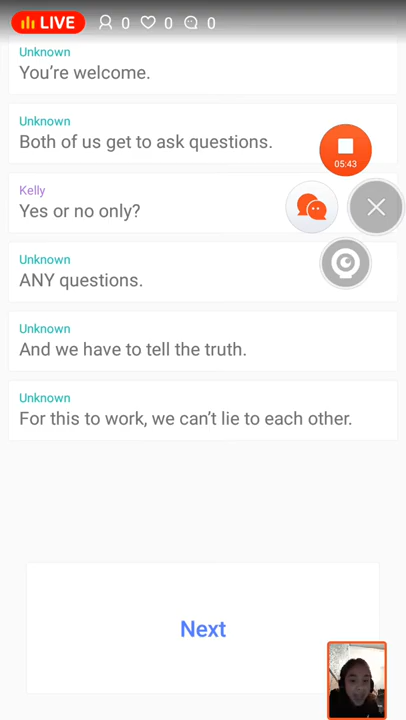 LIVE 0 0 0
Unknown
You’re welcome.
Unknown
Both of us get to ask questions.
05:43
Kelly
Yes or no only?
Unknown
ANY questions.
Unknown
And we have to tell the truth.
Unknown
For this to work, we can’t lie to each other.
Next